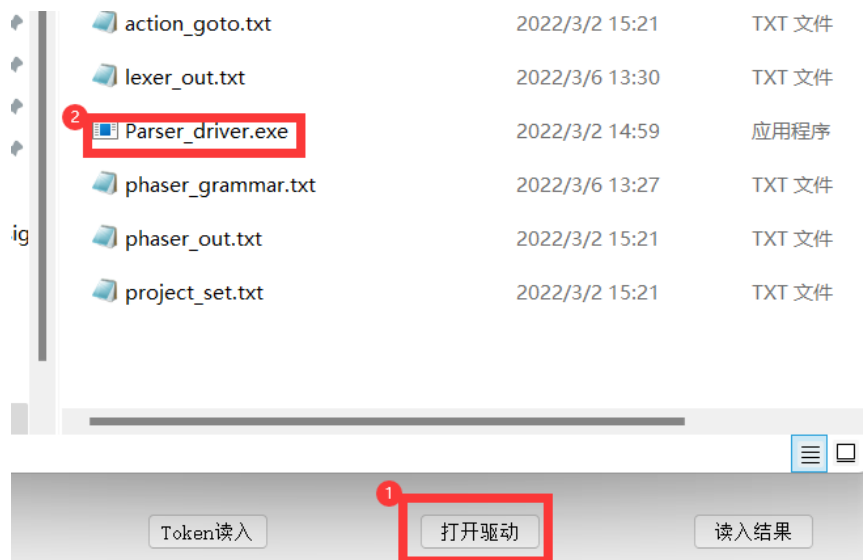 action_goto.txt 2022/3/2 15:21 TXT 文件
lexer_out.txt 2022/3/6 13:30 TXT 文件
2 Parser_driver.exe 2022/3/2 14:59 应用程序
phaser_grammar.txt 2022/3/6 13:27 TXT 文件
ig phaser_out.txt 2022/3/2 15:21 TXT 文件
project_set.txt 2022/3/2 15:21 TXT 文件
1
Token读入 打开驱动 读入结果